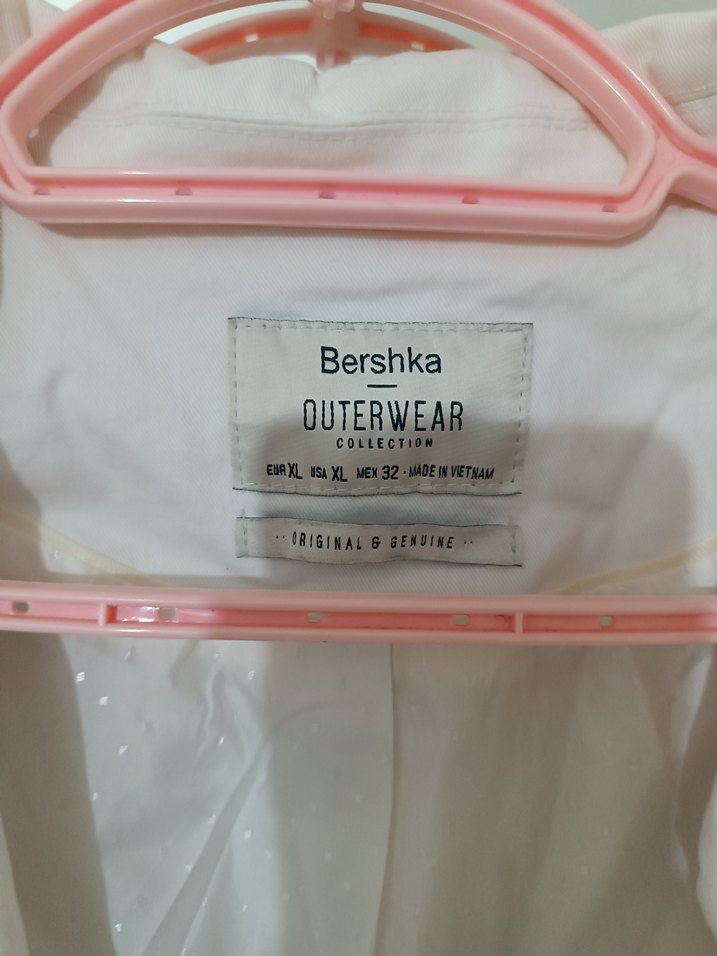 Bershka
OUTERWEAR
COLLECTION
EUR XL USA XL MEX 32 · MADE IN VIETNAM
·· ORIGINAL & GENUINE ··